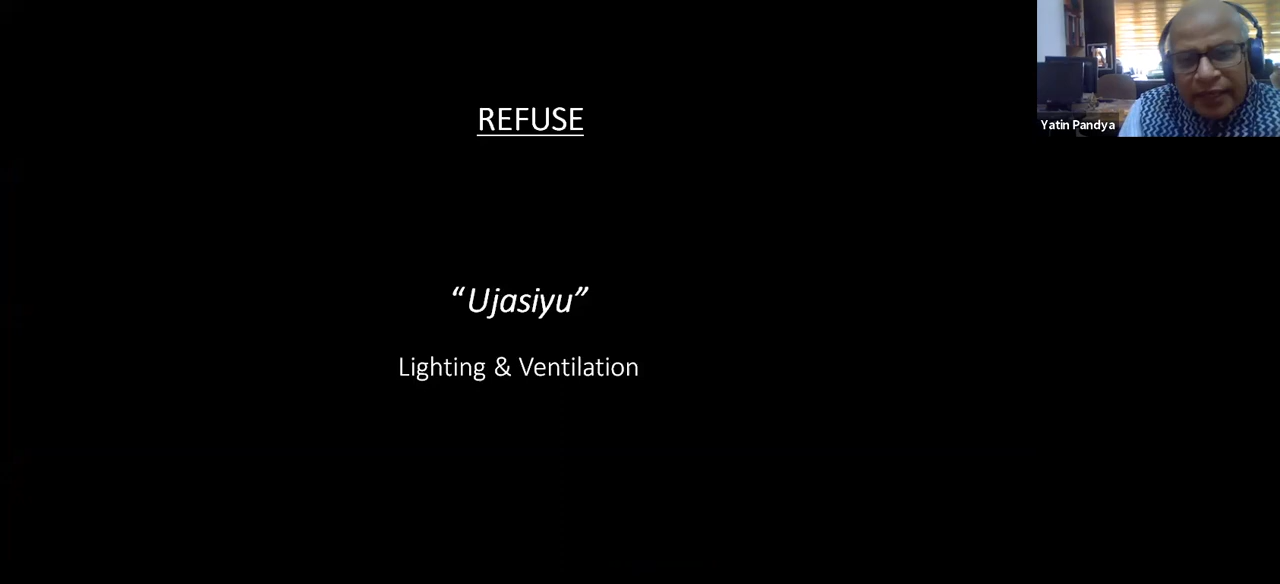 REFUSE
“Ujasiyu”
Lighting & Ventilation
Yatin Pandya